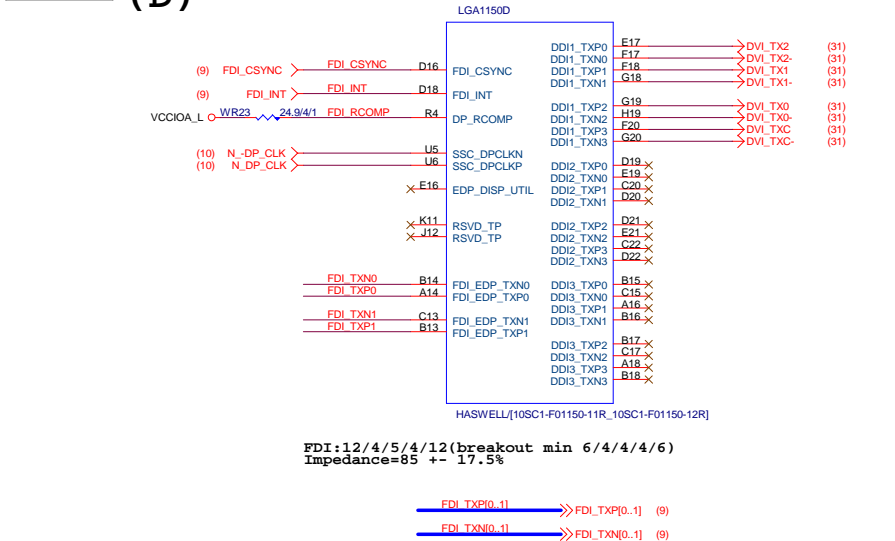 (D)
LGA1150D
(9) FDI_CSYNC FDI_CSYNC D16 FDI_CSYNC
(9) FDI_INT FDI_INT D18 FDI_INT
VCCIOA_L WR23 24.9/4/1 FDI_RCOMP R4 DP_RCOMP
(10) N_-DP_CLK U5 SSC_DPCLKN
(10) N_DP_CLK U6 SSC_DPCLKP
E16 EDP_DISP_UTIL
K11 RSVD_TP
J12 RSVD_TP
FDI_TXN0 B14 FDI_EDP_TXN0
FDI_TXP0 A14 FDI_EDP_TXP0
FDI_TXN1 C13 FDI_EDP_TXN1
FDI_TXP1 B13 FDI_EDP_TXP1
DDI1_TXP0 E17 DVI_TX2 (31)
DDI1_TXN0 F17 DVI_TX2- (31)
DDI1_TXP1 F18 DVI_TX1 (31)
DDI1_TXN1 G18 DVI_TX1- (31)
DDI1_TXP2 G19 DVI_TX0 (31)
DDI1_TXN2 H19 DVI_TX0- (31)
DDI1_TXP3 F20 DVI_TXC (31)
DDI1_TXN3 G20 DVI_TXC- (31)
DDI2_TXP0 D19
DDI2_TXN0 E19
DDI2_TXP1 C20
DDI2_TXN1 D20
DDI2_TXP2 D21
DDI2_TXN2 E21
DDI2_TXP3 C22
DDI2_TXN3 D22
DDI3_TXP0 B15
DDI3_TXN0 C15
DDI3_TXP1 A16
DDI3_TXN1 B16
DDI3_TXP2 B17
DDI3_TXN2 C17
DDI3_TXP3 A18
DDI3_TXN3 B18
HASWELL/[10SC1-F01150-11R_10SC1-F01150-12R]
FDI:12/4/5/4/12(breakout min 6/4/4/4/6)
Impedance=85 +- 17.5%
FDI_TXP[0..1] FDI_TXP[0..1] (9)
FDI_TXN[0..1] FDI_TXN[0..1] (9)